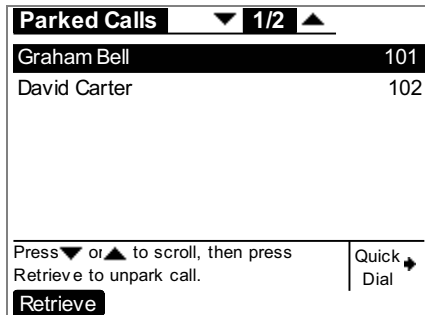 Parked Calls ▼ 1/2 ▲
Graham Bell 101
David Carter 102
Press ▼ or ▲ to scroll, then press
Retrieve to unpark call.
Quick
Dial
Retrieve